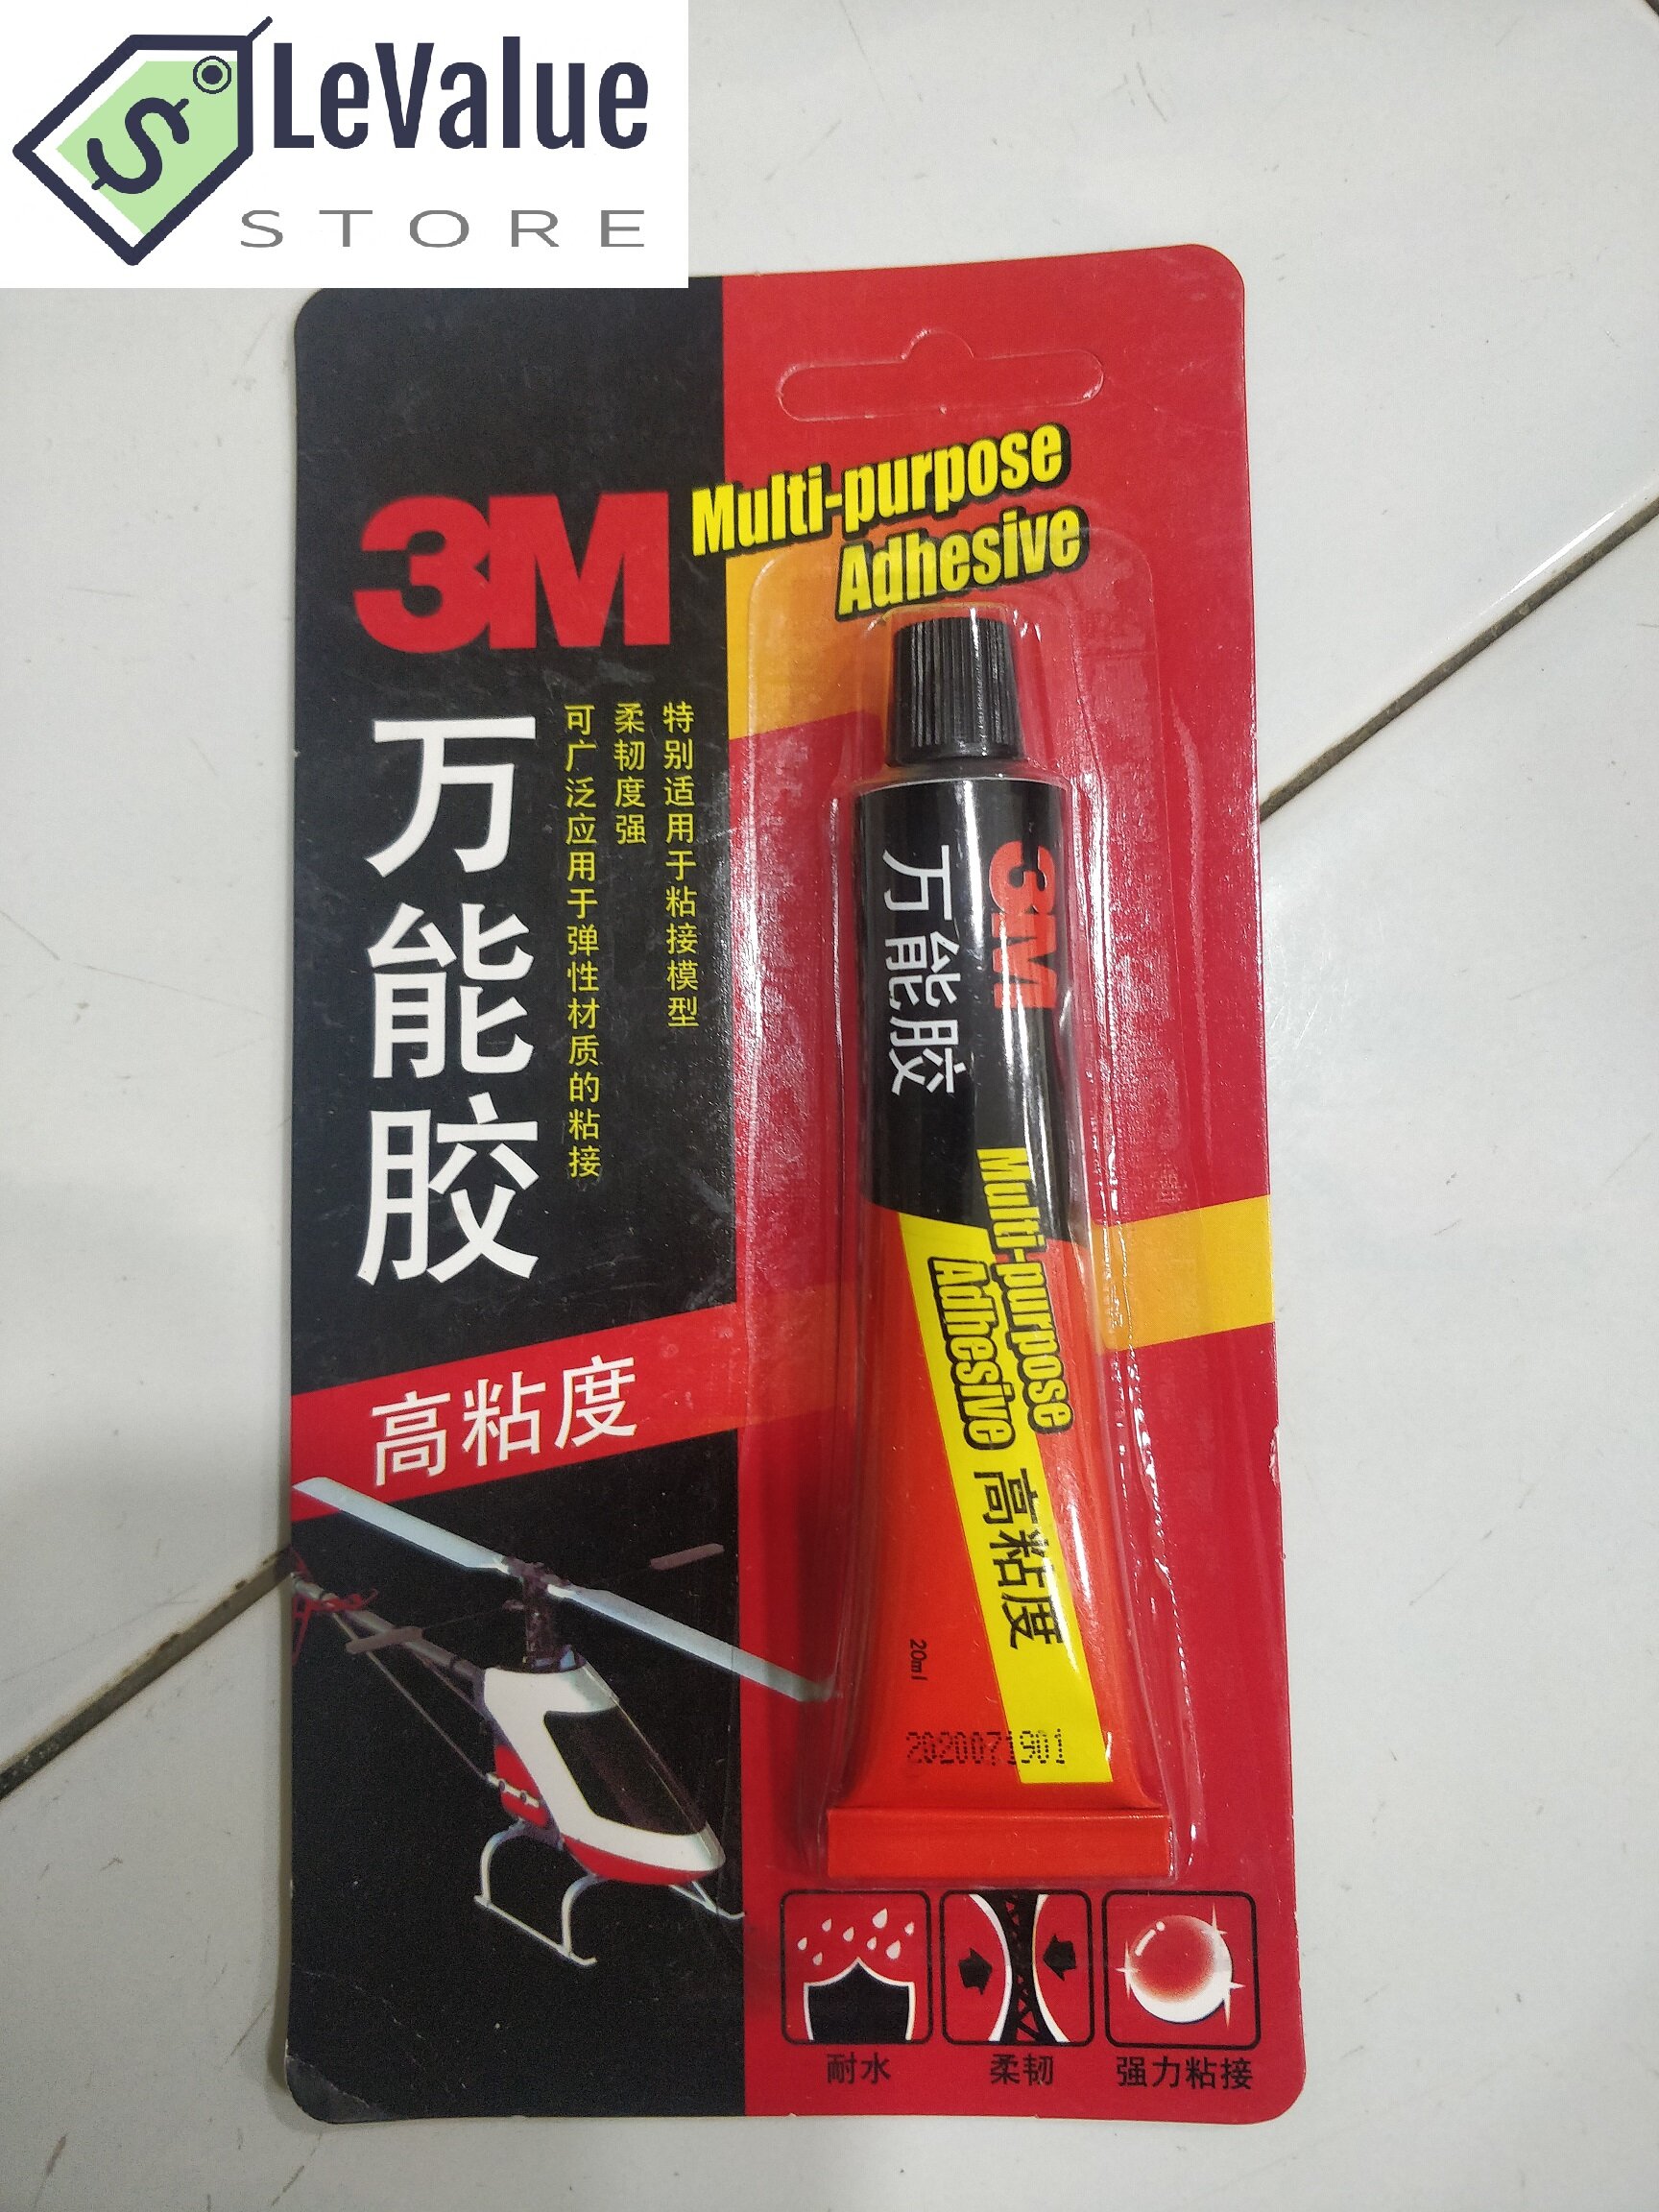 LeValue
STORE
Multi-purpose
Adhesive
3M
万能胶
特别适用于粘接模型
柔韧度强
可广泛应用于弹性材质的粘接
高粘度
3M
万能胶
Multi-purpose
Adhesive
高粘度
20ml
2020071901
耐水
柔韧
强力粘接